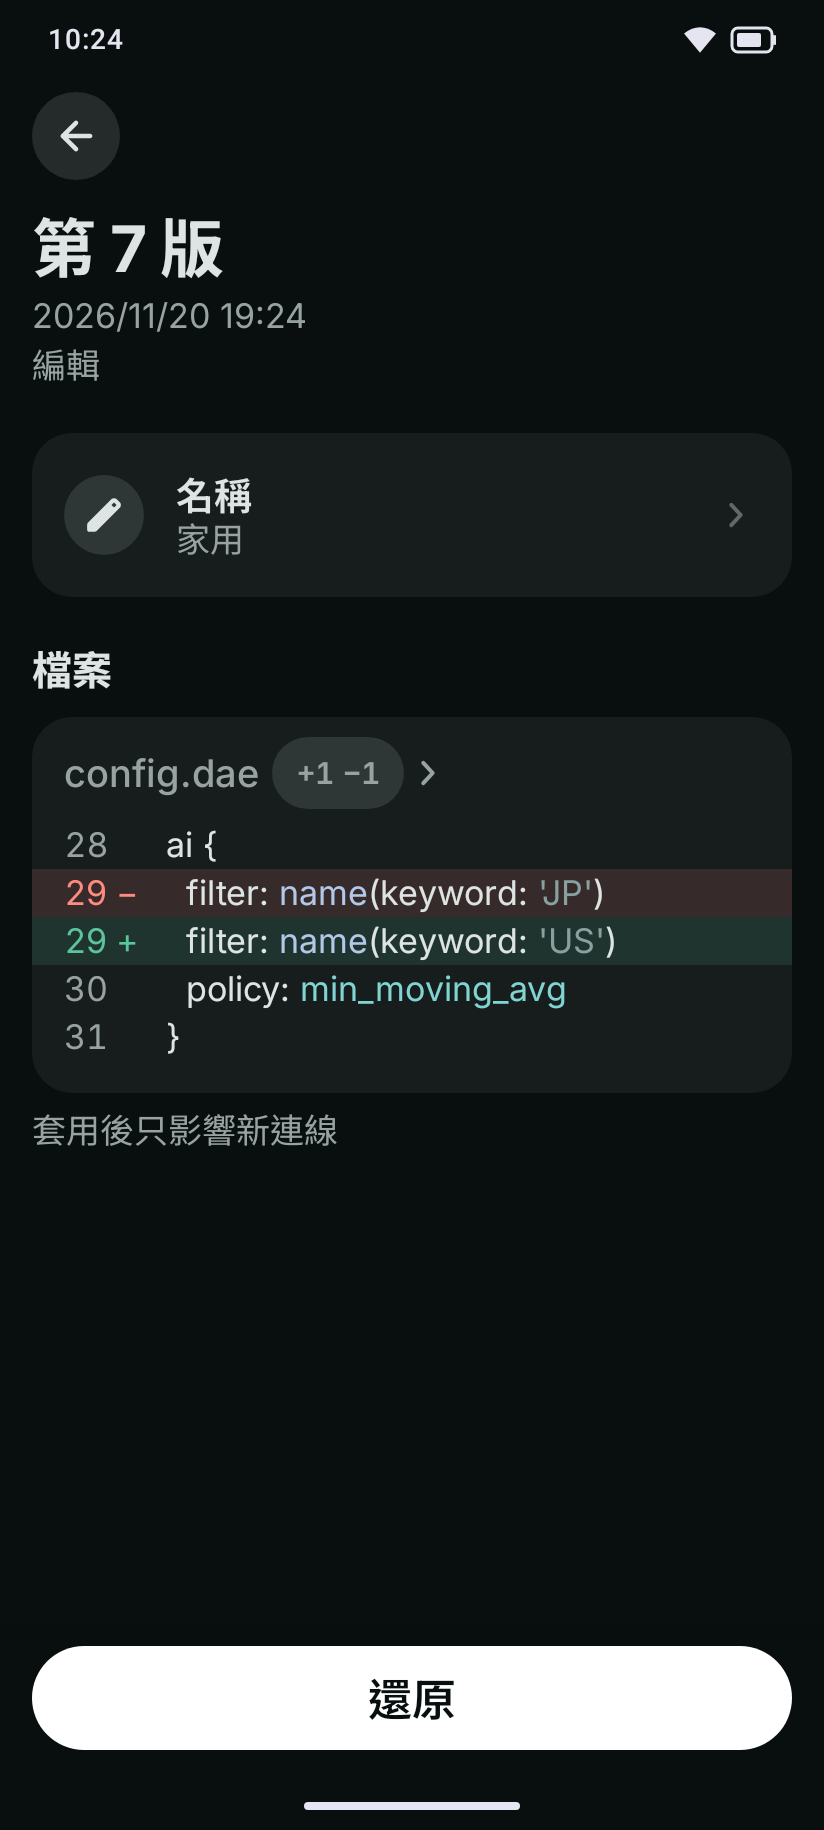 10:24
第 7 版
2026/11/20 19:24
編輯
名稱
家用
檔案
config.dae +1 −1
28 ai {
29 − filter: name(keyword: 'JP')
29 + filter: name(keyword: 'US')
30 policy: min_moving_avg
31 }
套用後只影響新連線
還原